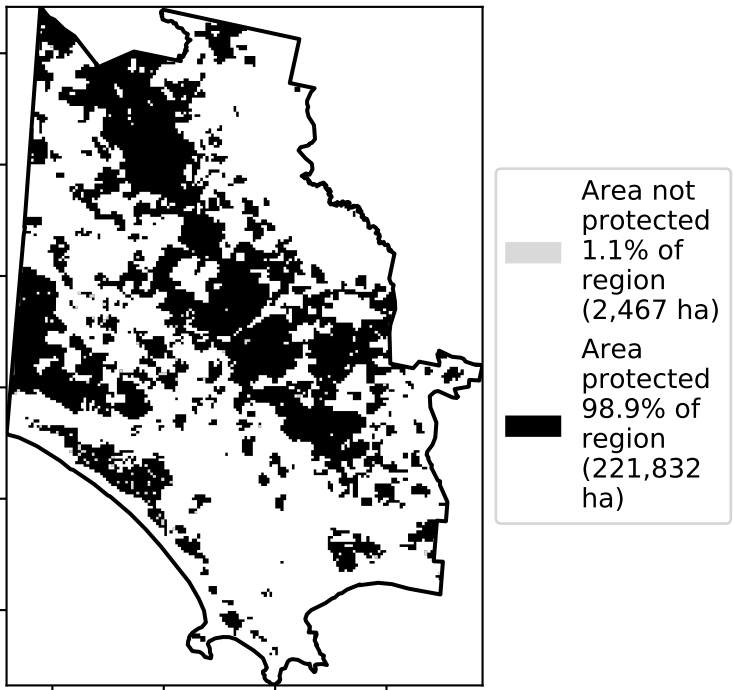 Area not
protected
1.1% of
region
(2,467 ha)
Area
protected
98.9% of
region
(221,832
ha)